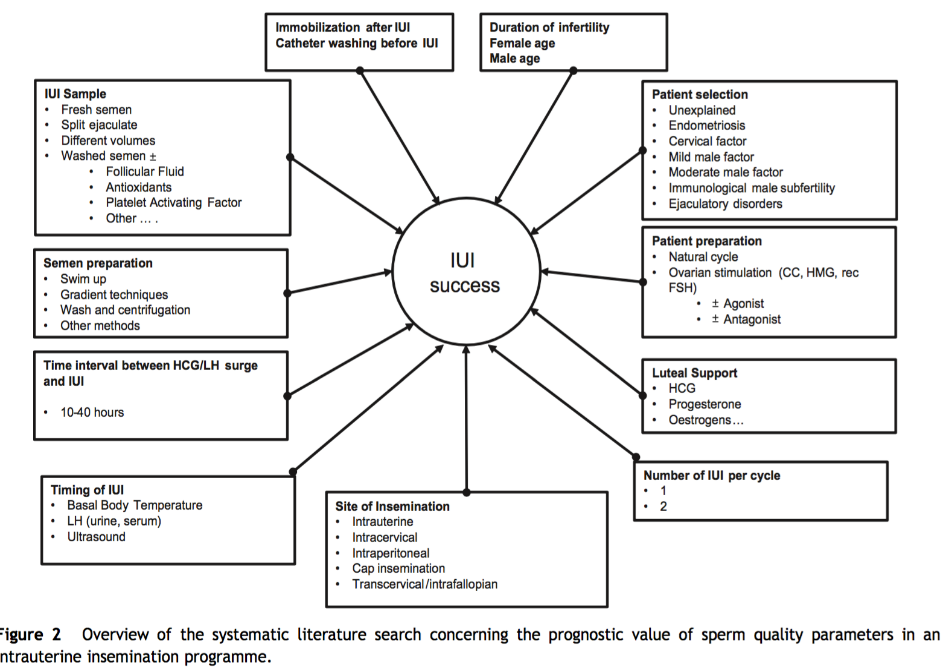 Immobilization after IUI
Catheter washing before IUI
Duration of infertility
Female age
Male age
IUI Sample
• Fresh semen
• Split ejaculate
• Different volumes
• Washed semen ±
• Follicular Fluid
• Antioxidants
• Platelet Activating Factor
• Other … .
Patient selection
• Unexplained
• Endometriosis
• Cervical factor
• Mild male factor
• Moderate male factor
• Immunological male subfertility
• Ejaculatory disorders
Semen preparation
• Swim up
• Gradient techniques
• Wash and centrifugation
• Other methods
IUI
success
Patient preparation
• Natural cycle
• Ovarian stimulation (CC, HMG, rec
FSH)
• ± Agonist
• ± Antagonist
Time interval between HCG/LH surge
and IUI
• 10-40 hours
Luteal Support
• HCG
• Progesterone
• Oestrogens…
Timing of IUI
• Basal Body Temperature
• LH (urine, serum)
• Ultrasound
Site of Insemination
• Intrauterine
• Intracervical
• Intraperitoneal
• Cap insemination
• Transcervical/intrafallopian
Number of IUI per cycle
• 1
• 2
Figure 2 Overview of the systematic literature search concerning the prognostic value of sperm quality parameters in an
intrauterine insemination programme.